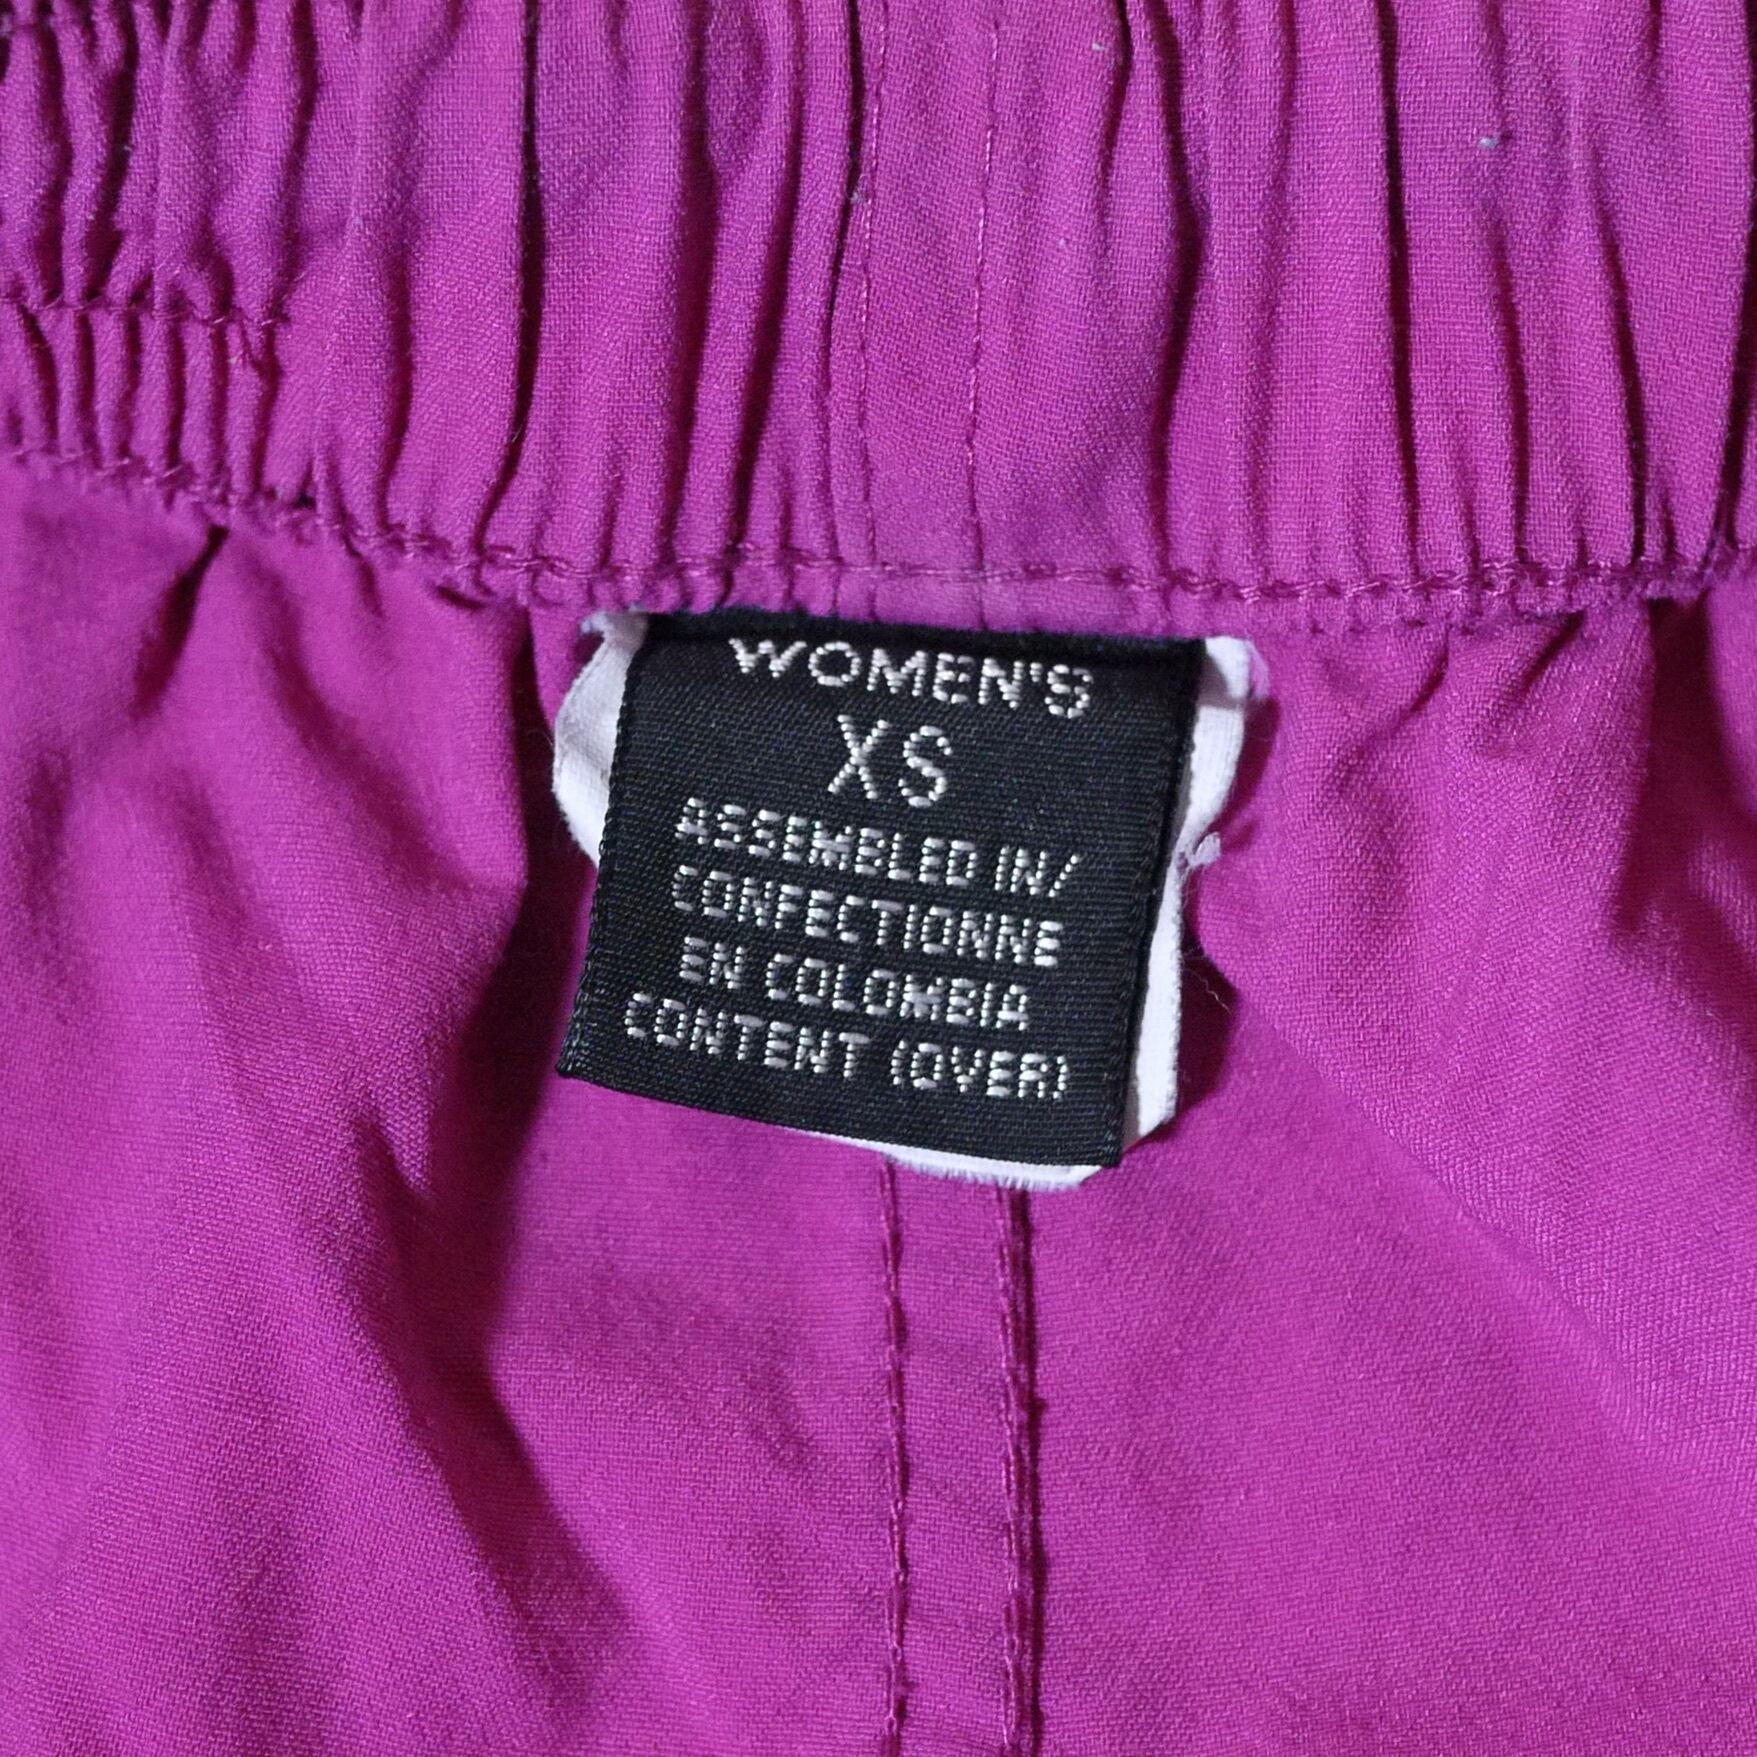 WOMEN'S
XS
ASSEMBLED IN/
CONFECTIONNE
EN COLOMBIA
CONTENT (OVER)